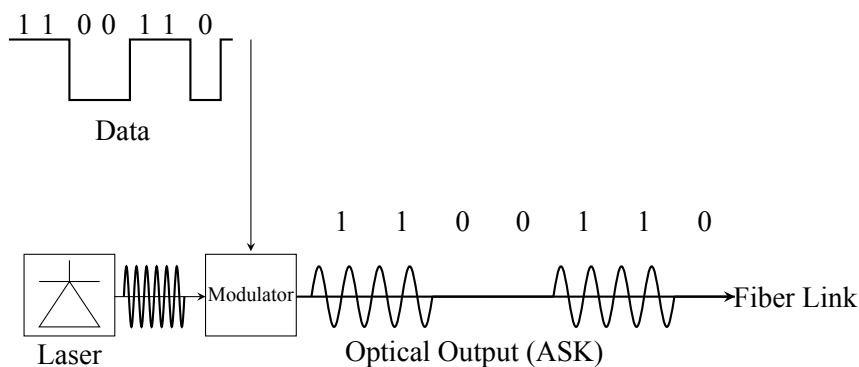 1 1 0 0 1 1 0
Data
1 1 0 0 1 1 0
Modulator
Fiber Link
Laser
Optical Output (ASK)